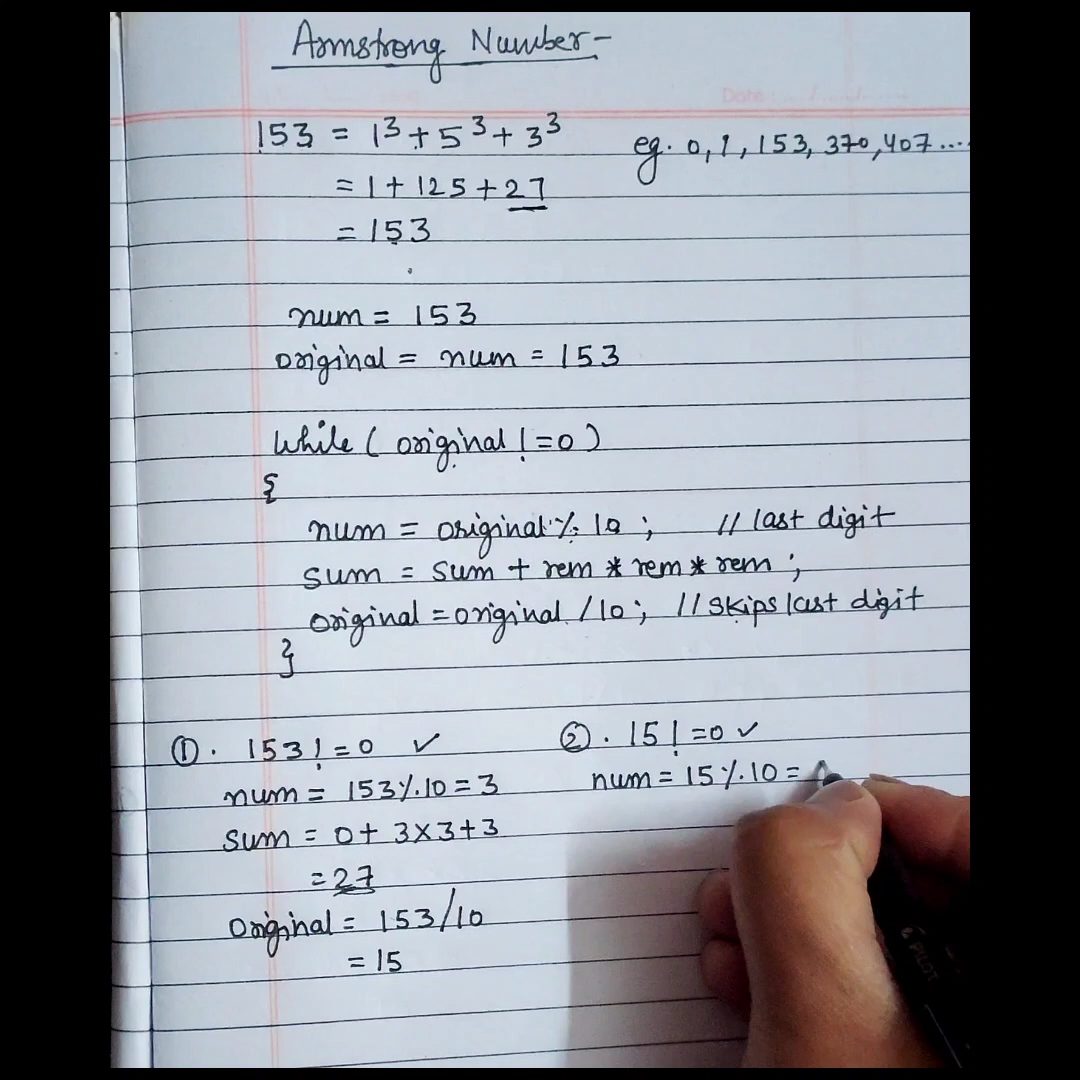 Armstrong Number-
Date : .../.../......
153 = 1³ + 5³ + 3³
eg. 0, 1, 153, 370, 407 ....
= 1 + 125 + 27
= 153
num = 153
original = num = 153
while ( original != 0 )
{
num = original % 10 ; // last digit
sum = sum + rem * rem * rem ;
original = original / 10 ; // skips last digit
}
①. 153 != 0 ✓
num = 153 % 10 = 3
sum = 0 + 3×3+3
= 27
original = 153/10
= 15
②. 15 != 0 ✓
num = 15 % 10 =
PILOT